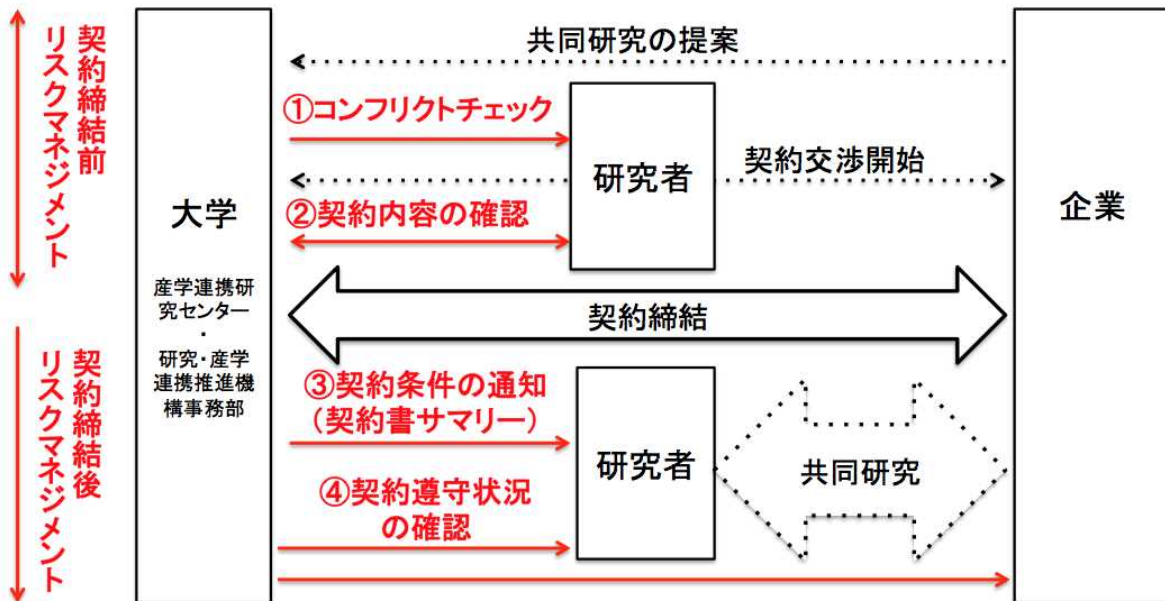 契約締結前
リスクマネジメント
共同研究の提案
①コンフリクトチェック
研究者
契約交渉開始
大学
②契約内容の確認
企業
産学連携研
究センター
・
研究・産学
連携推進機
構事務部
契約締結
契約締結後
リスクマネジメント
③契約条件の通知
（契約書サマリー）
研究者
共同研究
④契約遵守状況
の確認